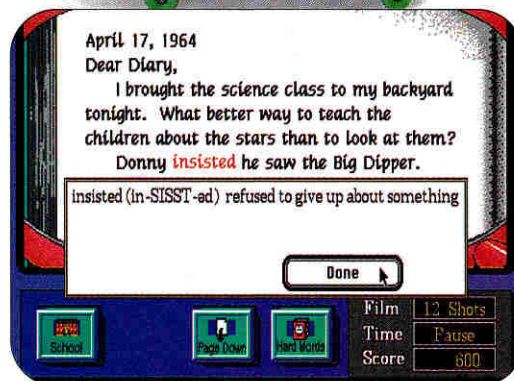 April 17, 1964
Dear Diary,
I brought the science class to my backyard
tonight. What better way to teach the
children about the stars than to look at them?
Donny insisted he saw the Big Dipper.
insisted (in-SISST-ed) refused to give up about something
Done
School
Page Down
Hard Words
Film 12 Shots
Time Pause
Score 600